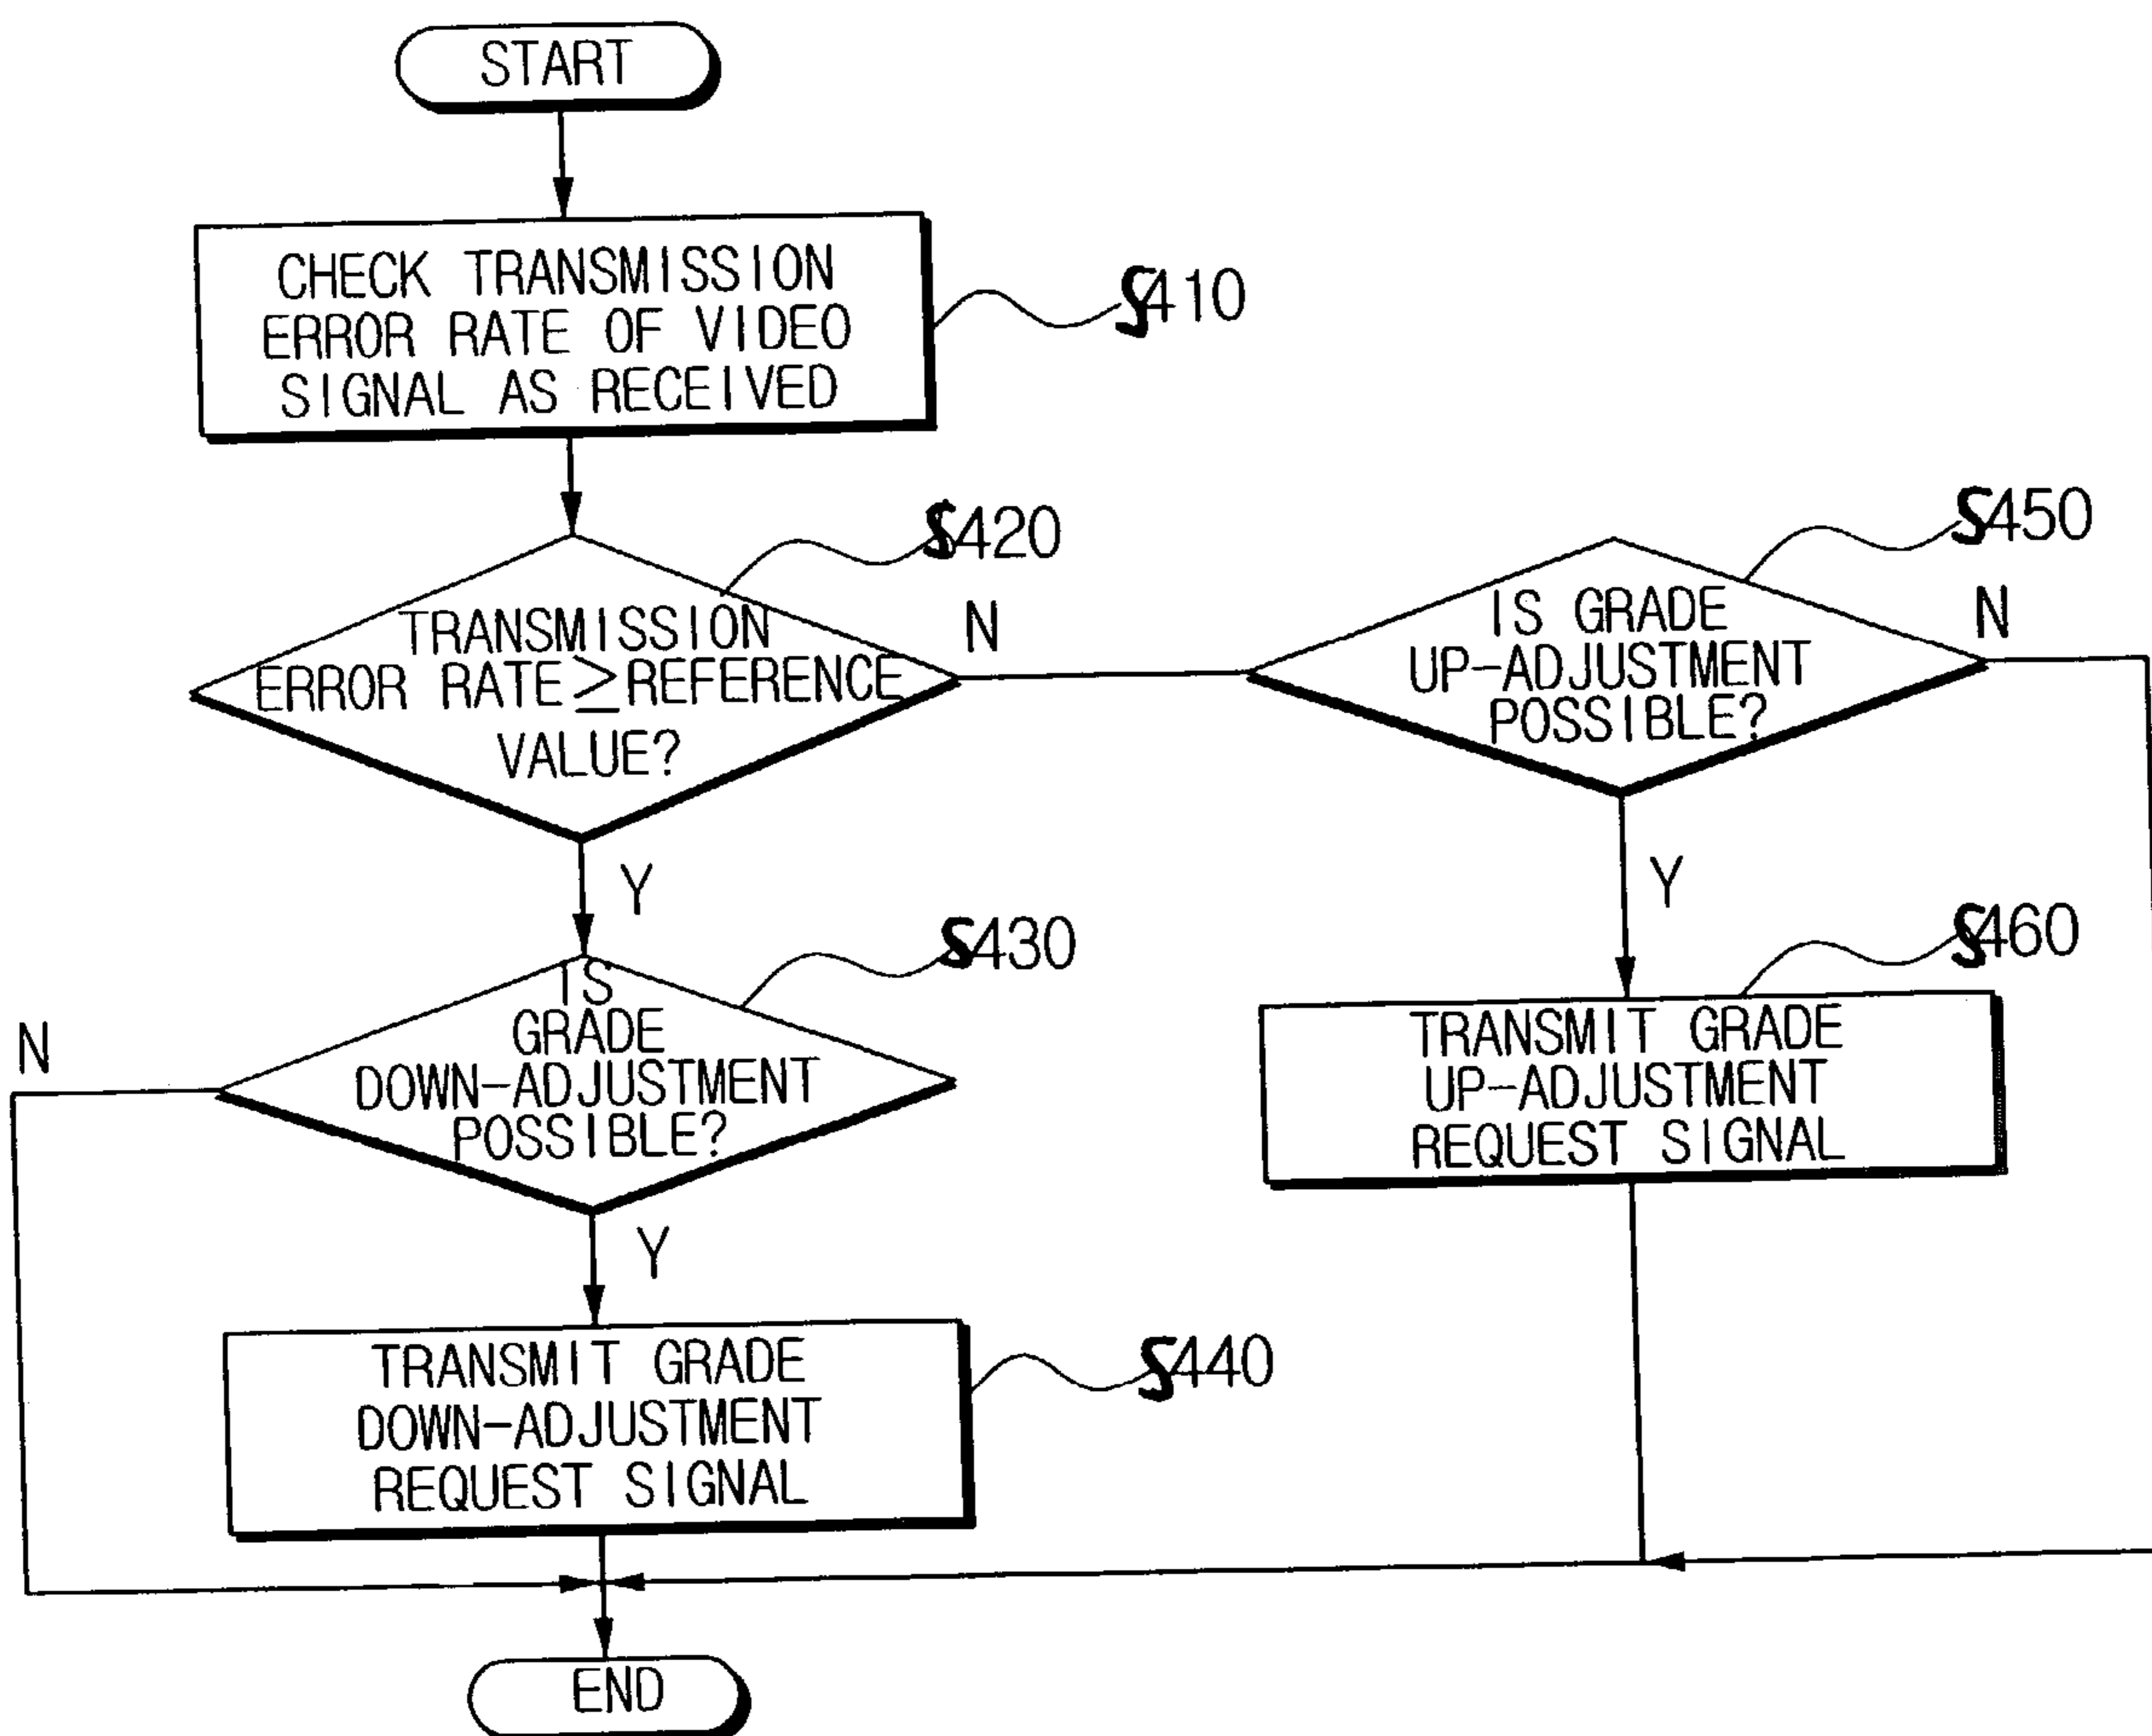 START
CHECK TRANSMISSION
ERROR RATE OF VIDEO
SIGNAL AS RECEIVED
S410
TRANSMISSION
ERROR RATE≥REFERENCE
VALUE?
S420
N
Y
IS GRADE
UP-ADJUSTMENT
POSSIBLE?
S450
N
Y
IS
GRADE
DOWN-ADJUSTMENT
POSSIBLE?
S430
N
Y
TRANSMIT GRADE
UP-ADJUSTMENT
REQUEST SIGNAL
S460
TRANSMIT GRADE
DOWN-ADJUSTMENT
REQUEST SIGNAL
S440
END